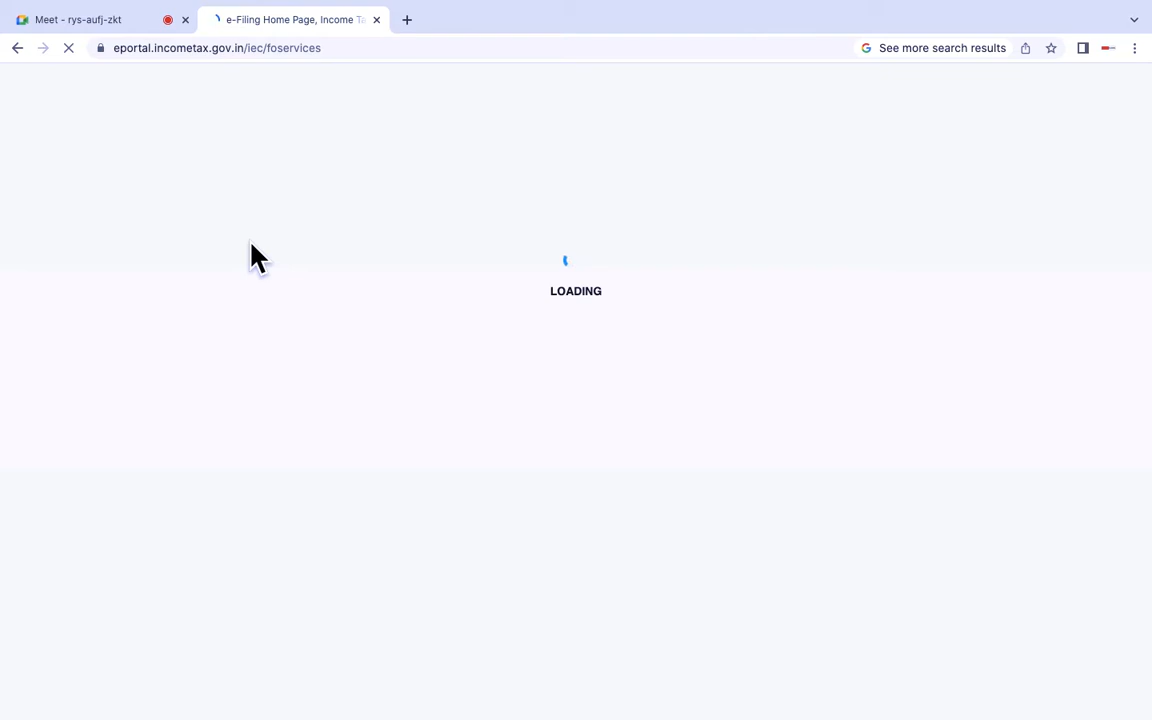 Meet - rys-aufj-zkt
e-Filing Home Page, Income Ta
eportal.incometax.gov.in/iec/foservices
See more search results
LOADING